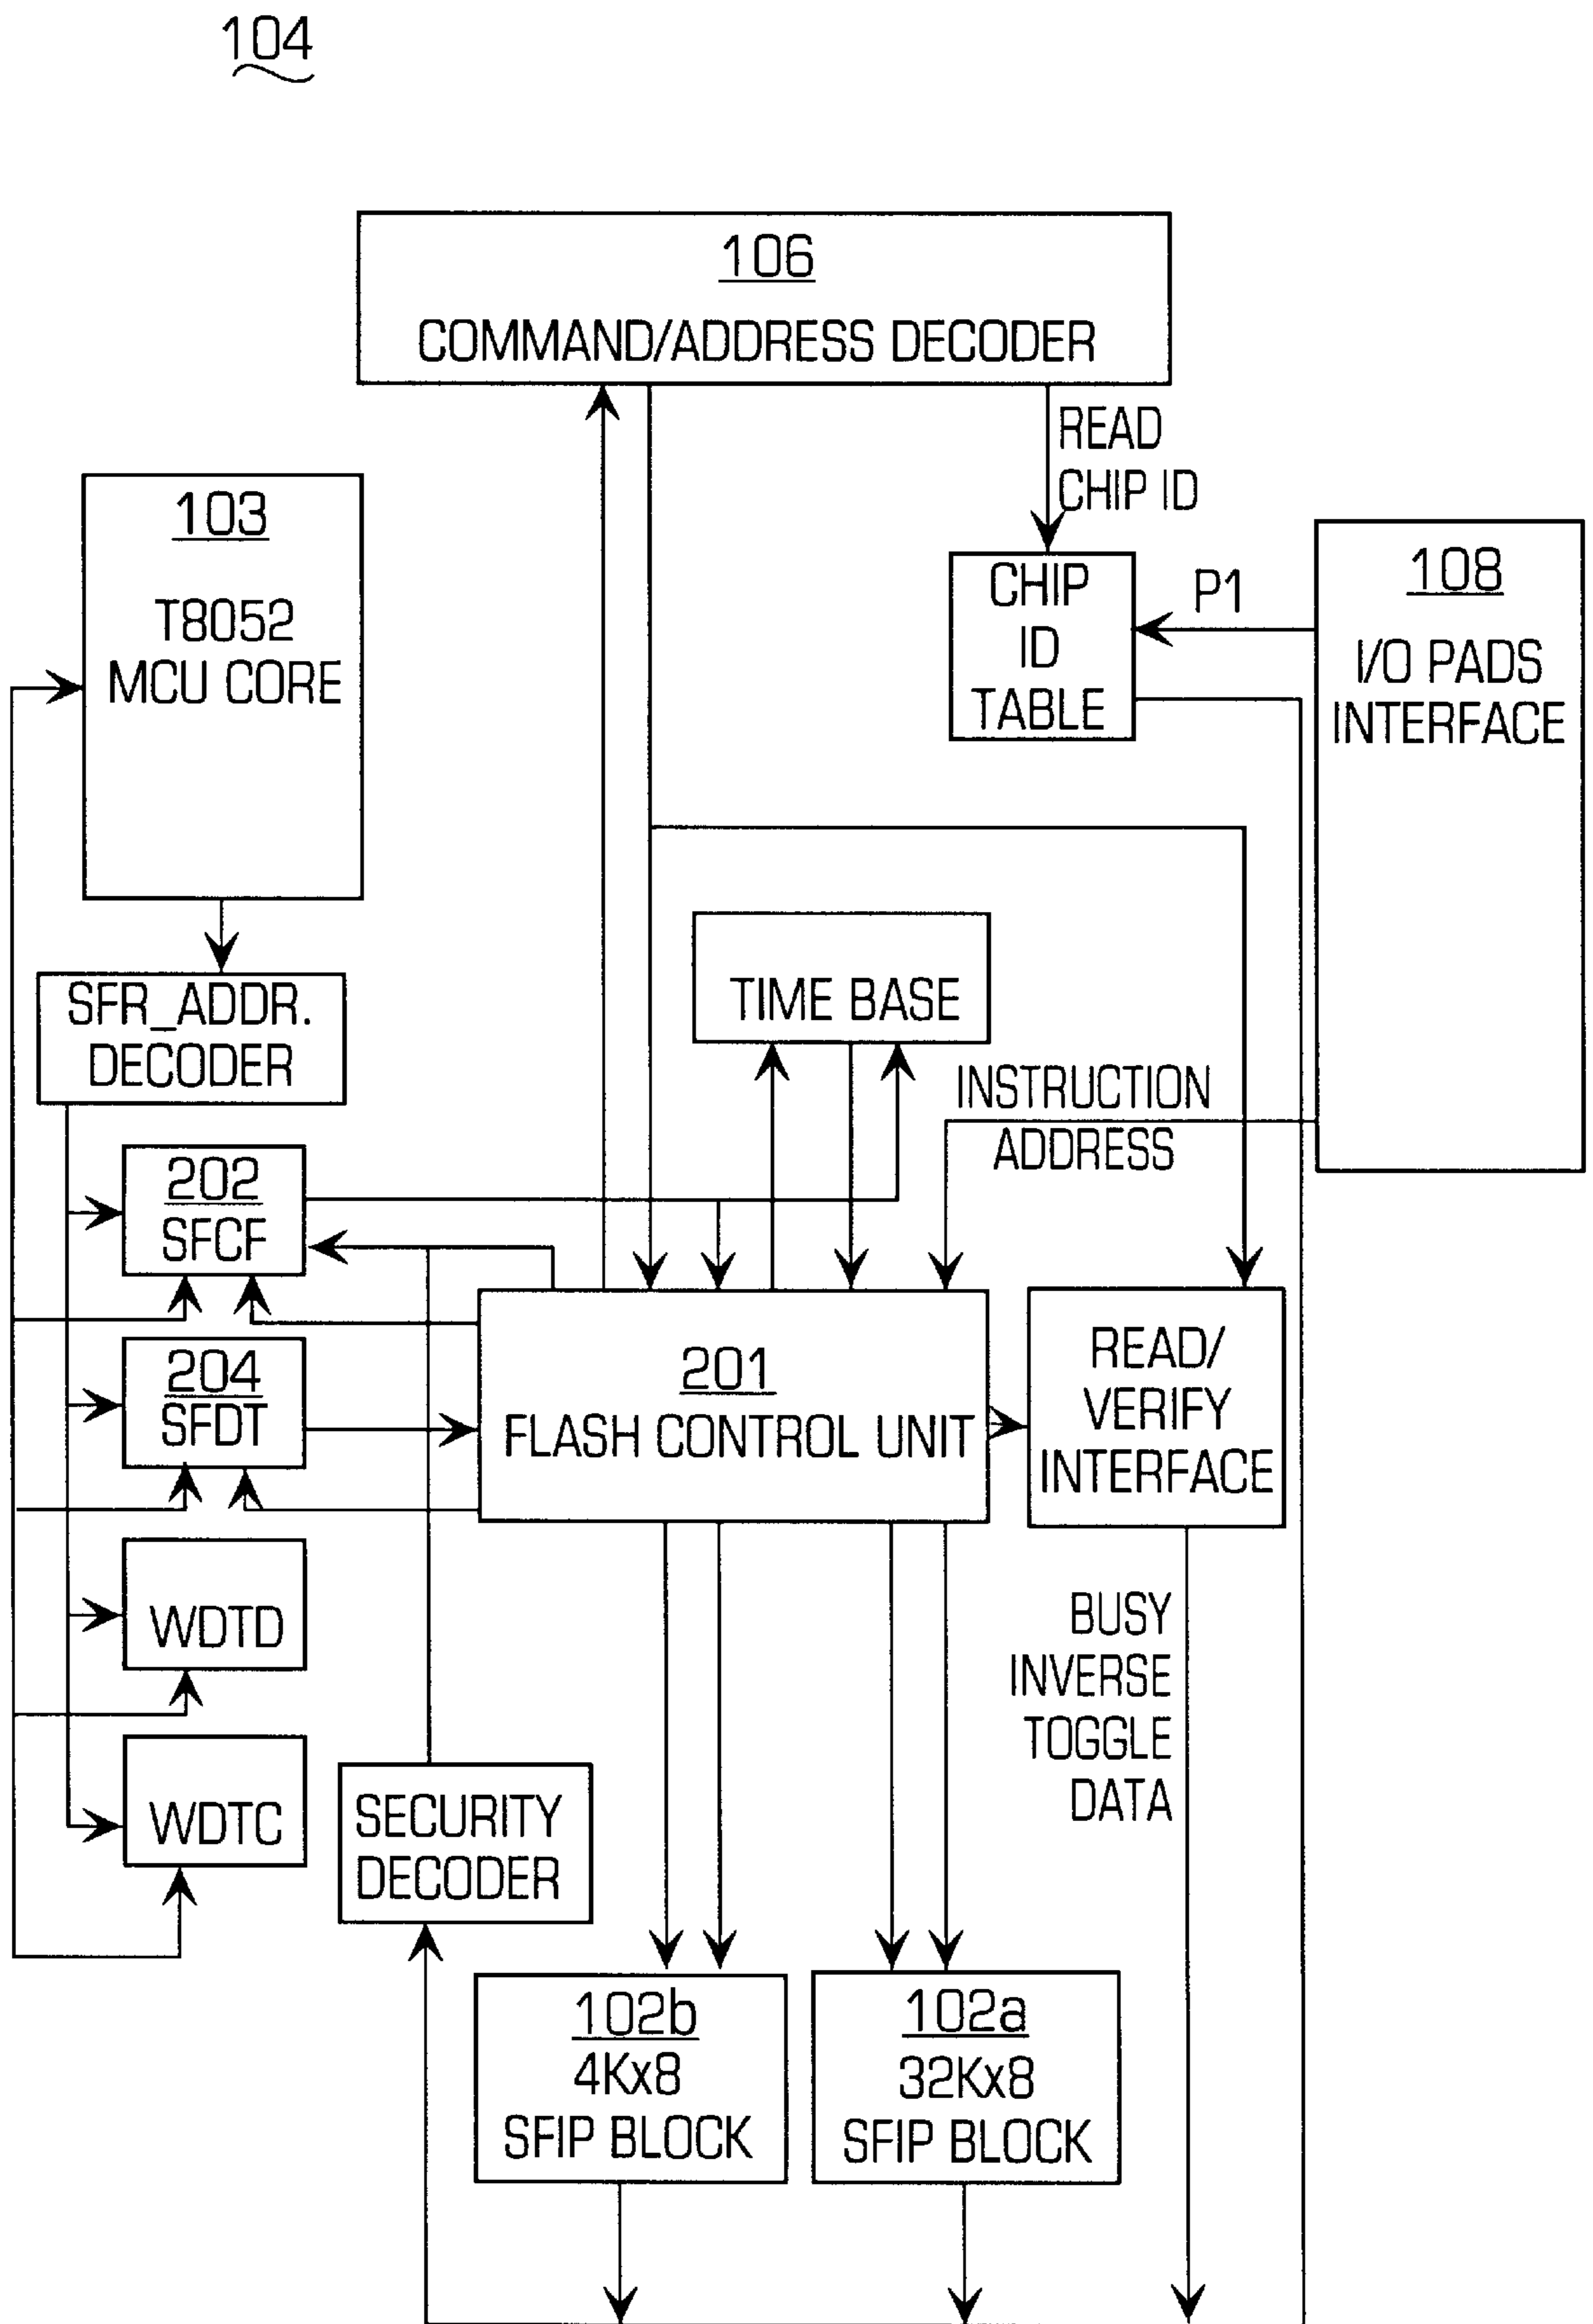 104
106
COMMAND/ADDRESS DECODER
READ
CHIP ID
103
T8052
MCU CORE
CHIP
ID
TABLE
P1
108
I/O PADS
INTERFACE
SFR_ADDR.
DECODER
TIME BASE
INSTRUCTION
ADDRESS
202
SFCF
204
SFDT
201
FLASH CONTROL UNIT
READ/
VERIFY
INTERFACE
WDTD
BUSY
INVERSE
TOGGLE
DATA
WDTC
SECURITY
DECODER
102b
4Kx8
SFIP BLOCK
102a
32Kx8
SFIP BLOCK